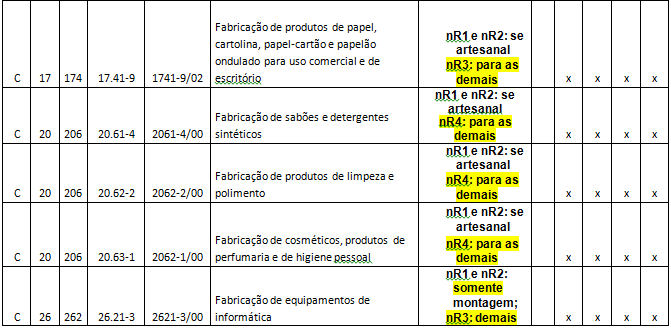 Fabricação de produtos de papel,
cartolina, papel-cartão e papelão
ondulado para uso comercial e de
escritório
nR1 e nR2: se
artesanal
nR3: para as
demais
C 17 174 17.41-9 1741-9/02 x x x x
Fabricação de sabões e detergentes
sintéticos
nR1 e nR2: se
artesanal
nR4: para as
demais
C 20 206 20.61-4 2061-4/00 x x x x
Fabricação de produtos de limpeza e
polimento
nR1 e nR2: se
artesanal
nR4: para as
demais
C 20 206 20.62-2 2062-2/00 x x x x
Fabricação de cosméticos, produtos de
perfumaria e de higiene pessoal
nR1 e nR2: se
artesanal
nR4: para as
demais
C 20 206 20.63-1 2062-1/00 x x x x
Fabricação de equipamentos de
informática
nR1 e nR2:
somente
montagem;
nR3: demais
C 26 262 26.21-3 2621-3/00 x x x x